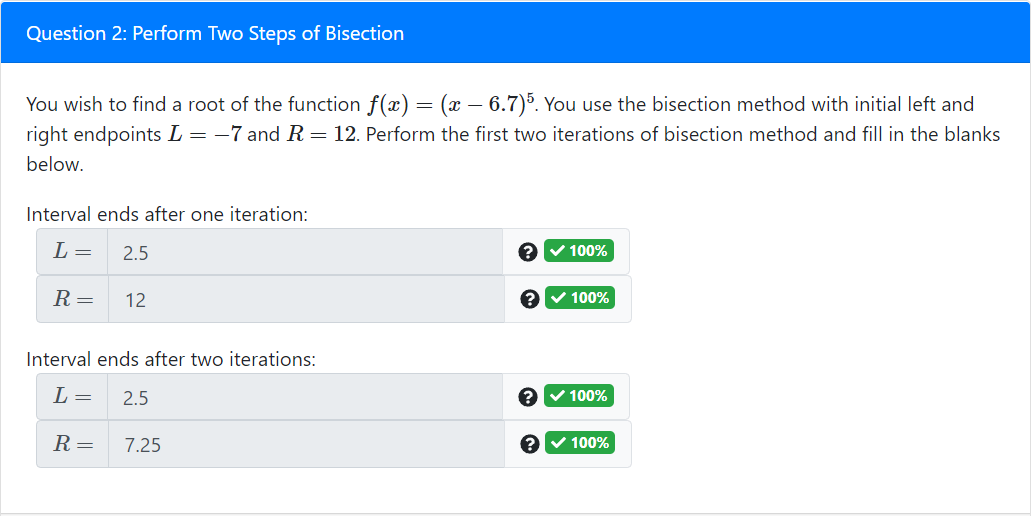 Question 2: Perform Two Steps of Bisection
You wish to find a root of the function f(x) = (x − 6.7)⁵. You use the bisection method with initial left and
right endpoints L = −7 and R = 12. Perform the first two iterations of bisection method and fill in the blanks
below.
Interval ends after one iteration:
L = 2.5 ? ✓ 100%
R = 12 ? ✓ 100%
Interval ends after two iterations:
L = 2.5 ? ✓ 100%
R = 7.25 ? ✓ 100%